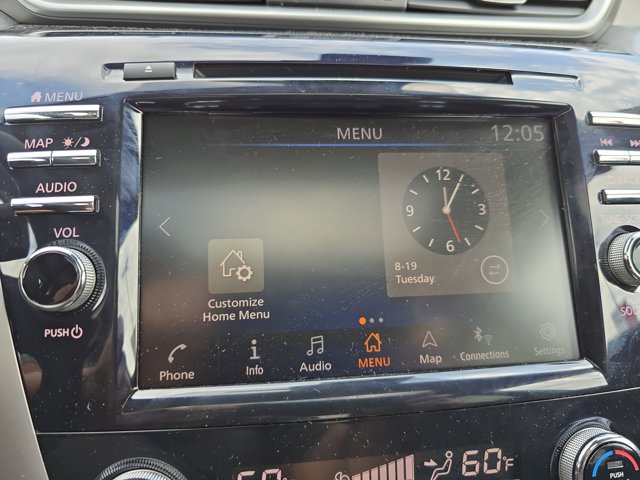 MENU
MAP
AUDIO
VOL
PUSH
MENU
12:05
12
3
6
9
8-19
Tuesday
Customize
Home Menu
Phone
Info
Audio
MENU
Map
Connections
Settings
60°F
PUSH